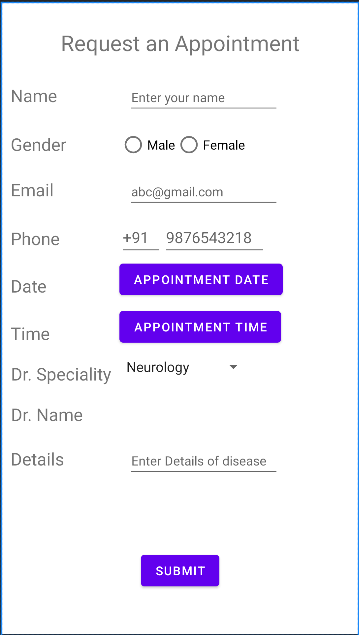 Request an Appointment
Name Enter your name
Gender Male Female
Email abc@gmail.com
Phone +91 9876543218
Date APPOINTMENT DATE
Time APPOINTMENT TIME
Dr. Speciality Neurology
Dr. Name
Details Enter Details of disease
SUBMIT